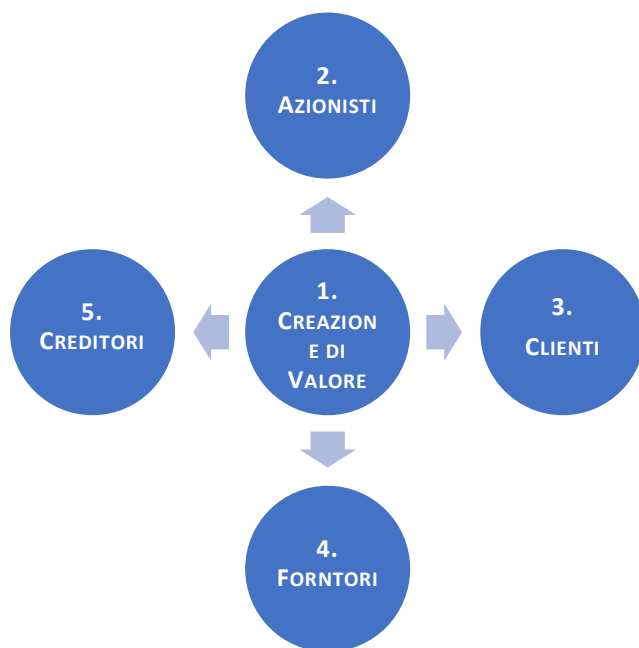 2.
AZIONISTI
5.
CREDITORI
1.
CREAZION
E DI
VALORE
3.
CLIENTI
4.
FORNTORI